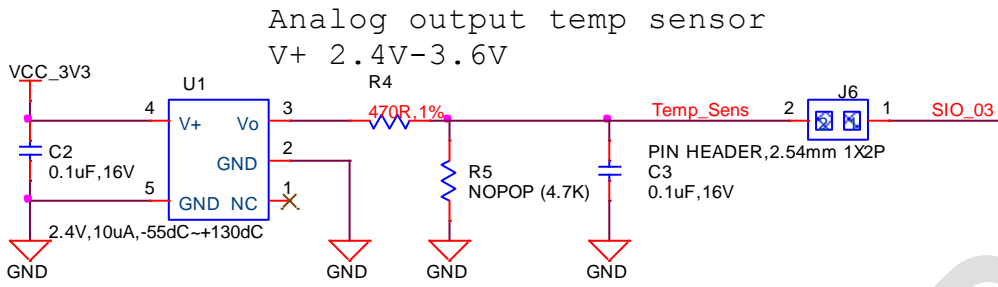 Analog output temp sensor
V+ 2.4V-3.6V
VCC_3V3
U1
R4
J6
4
V+
Vo
3
470R,1%
Temp_Sens
2
2
1
1
SIO_03
C2
0.1uF,16V
GND
2
R5
NOPOP (4.7K)
PIN HEADER,2.54mm 1X2P
C3
0.1uF,16V
5
GND
NC
1
2.4V,10uA,-55dC~+130dC
GND
GND
GND
GND